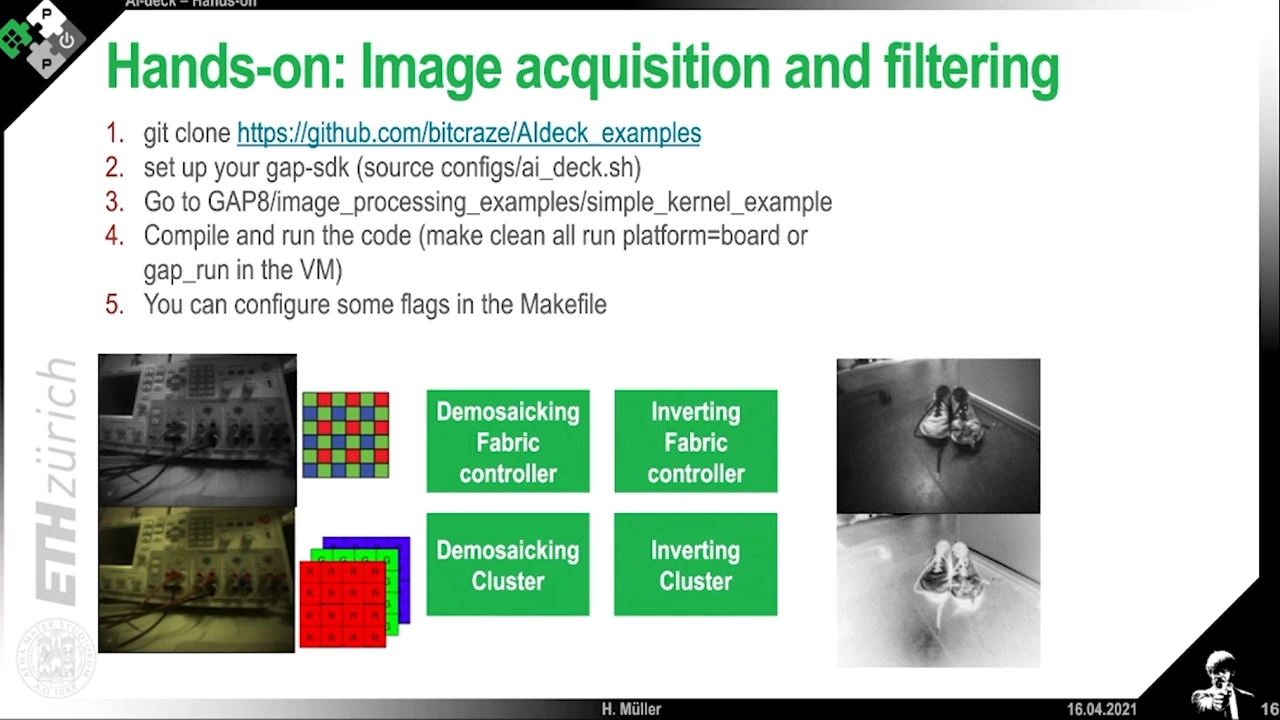 AI-deck – Hands-on
P
P
P
Hands-on: Image acquisition and filtering
1. git clone https://github.com/bitcraze/AIdeck_examples
2. set up your gap-sdk (source configs/ai_deck.sh)
3. Go to GAP8/image_processing_examples/simple_kernel_example
4. Compile and run the code (make clean all run platform=board or
gap_run in the VM)
5. You can configure some flags in the Makefile
ETH zürich
Demosaicking
Fabric
controller
Inverting
Fabric
controller
Demosaicking
Cluster
Inverting
Cluster
G G G G
G
G
R R R R
R R R R
R R R R
R R R R
ALMA MATER STUDIORUM
A.D. 1088
H. Müller
16.04.2021
16